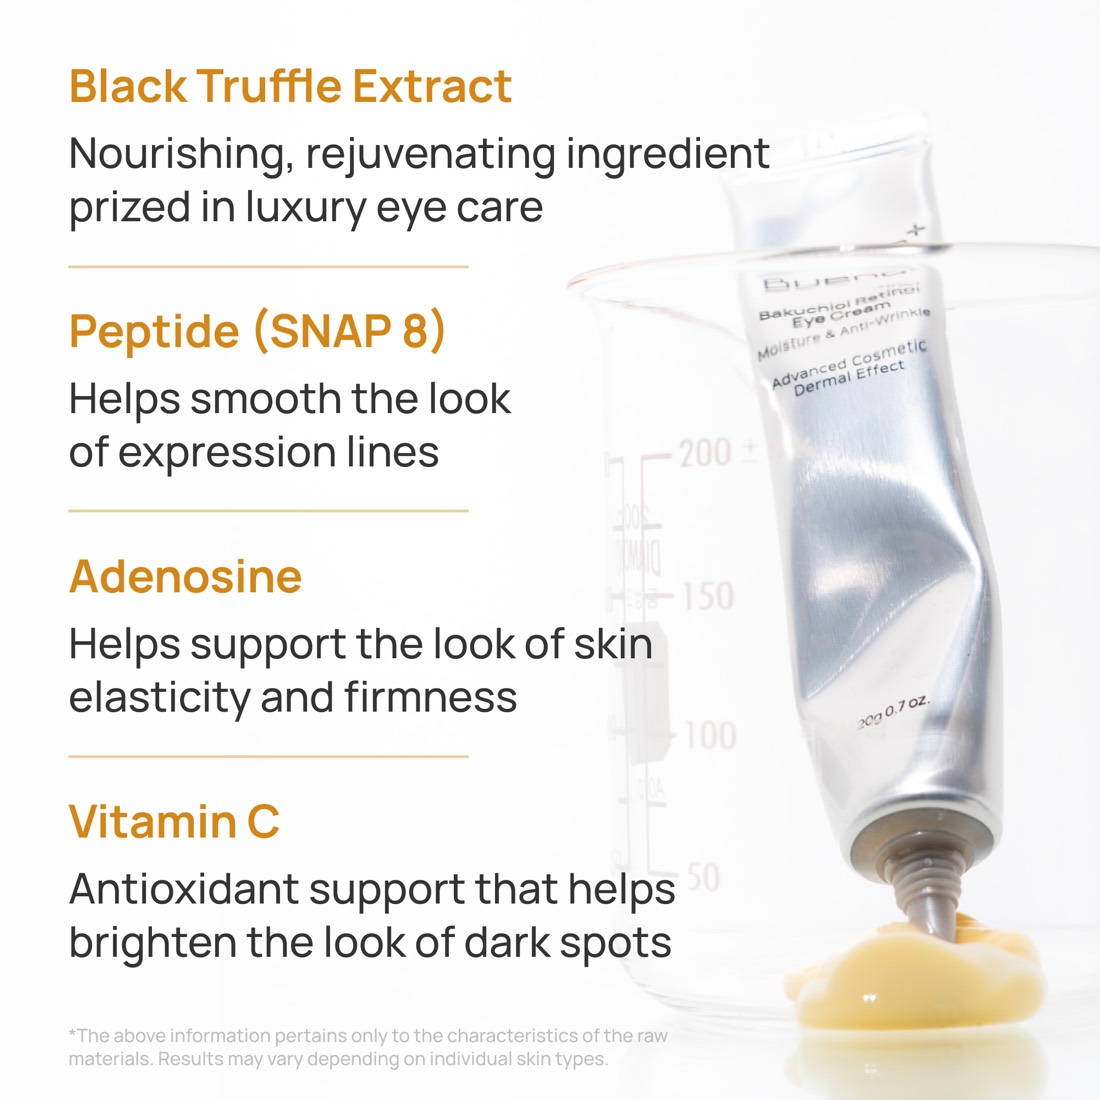 Black Truffle Extract
Nourishing, rejuvenating ingredient
prized in luxury eye care
Peptide (SNAP 8)
Helps smooth the look
of expression lines
Adenosine
Helps support the look of skin
elasticity and firmness
Vitamin C
Antioxidant support that helps
brighten the look of dark spots
*The above information pertains only to the characteristics of the raw
materials. Results may vary depending on individual skin types.
Bakuchiol Retinol
Eye Cream
Moisture & Anti-Wrinkle
Advanced Cosmetic
Dermal Effect
20g 0.7 oz.
200 ±
150
100
50